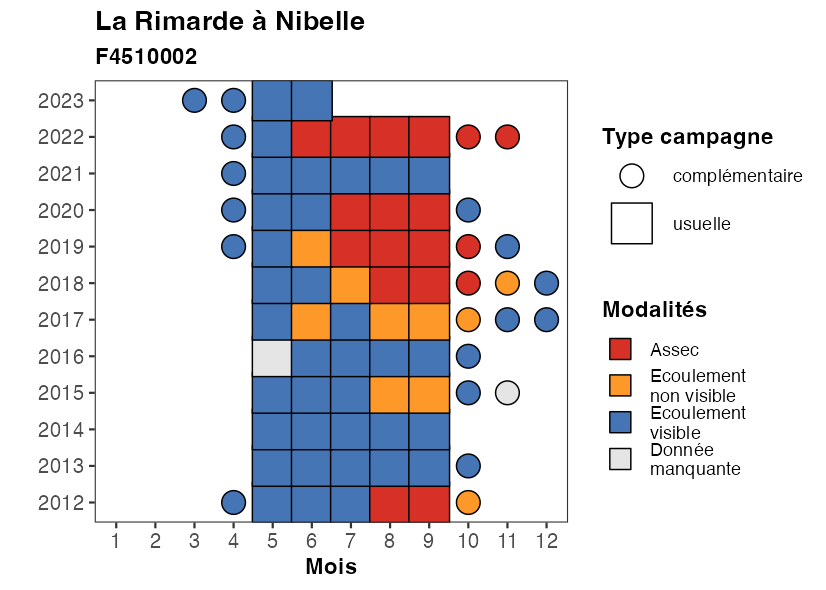 La Rimarde à Nibelle
F4510002
2023
2022
2021
2020
2019
2018
2017
2016
2015
2014
2013
2012
1 2 3 4 5 6 7 8 9 10 11 12
Mois
Type campagne
complémentaire
usuelle
Modalités
Assec
Ecoulement
non visible
Ecoulement
visible
Donnée
manquante